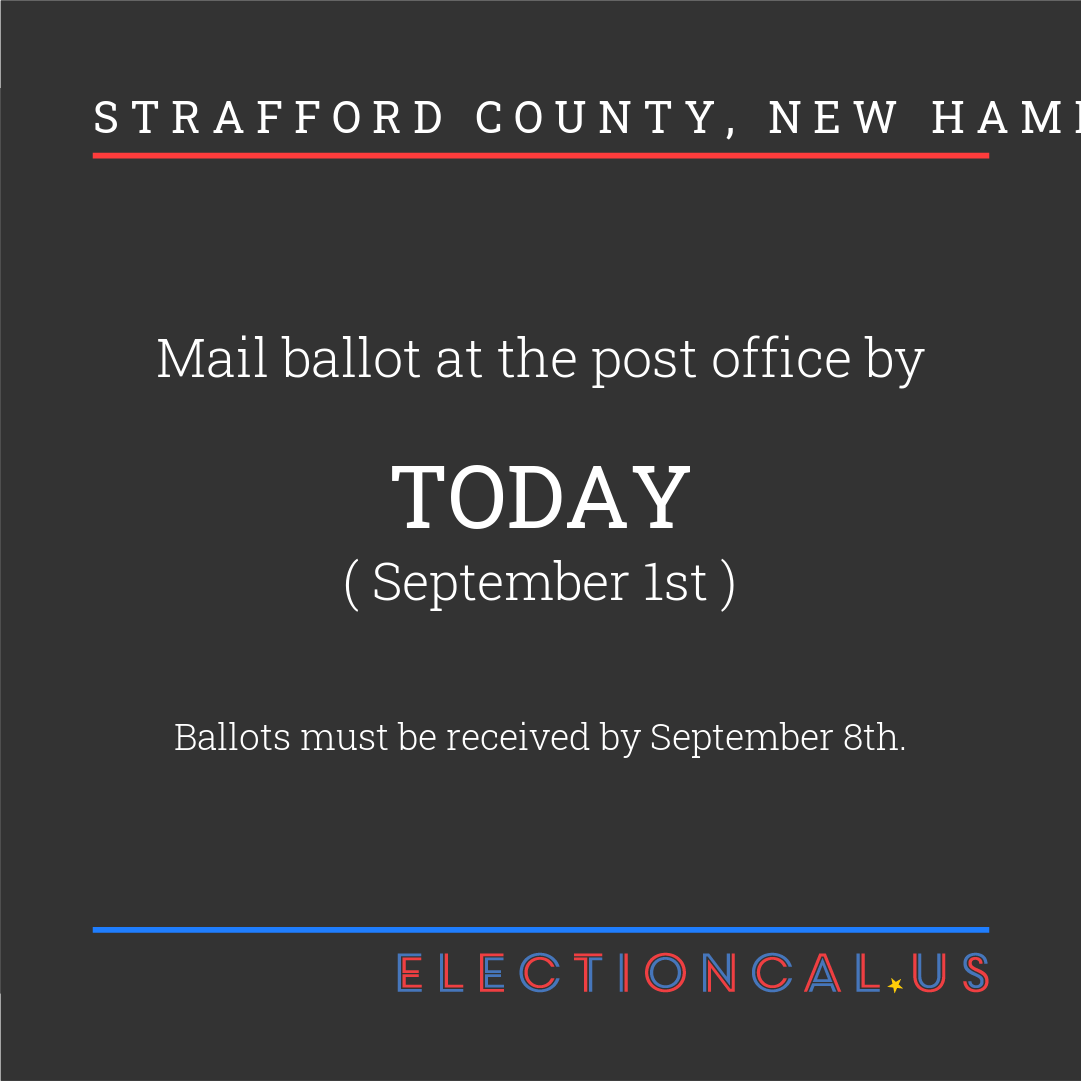 STRAFFORD COUNTY, NEW HAM
Mail ballot at the post office by
TODAY
( September 1st )
Ballots must be received by September 8th.
ELECTIONCAL.US